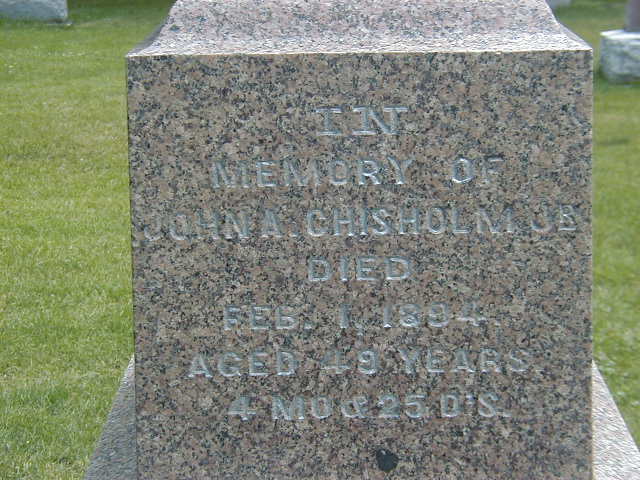 IN
MEMORY OF
JOHN A. CHISHOLM JR
DIED
FEB. 1, 1894.
AGED 49 YEARS.
4 MO & 25 D'S.